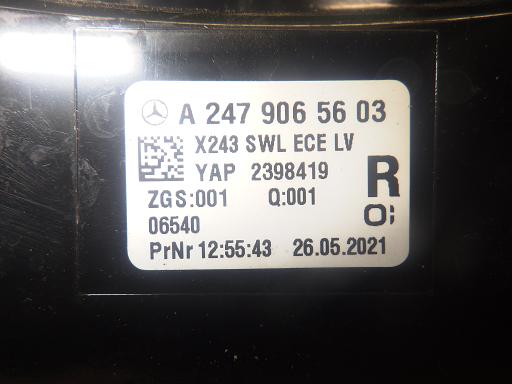 A 247 906 56 03
X243 SWL ECE LV
YAP 2398419
R
ZGS:001 Q:001
06540
PrNr 12:55:43 26.05.2021